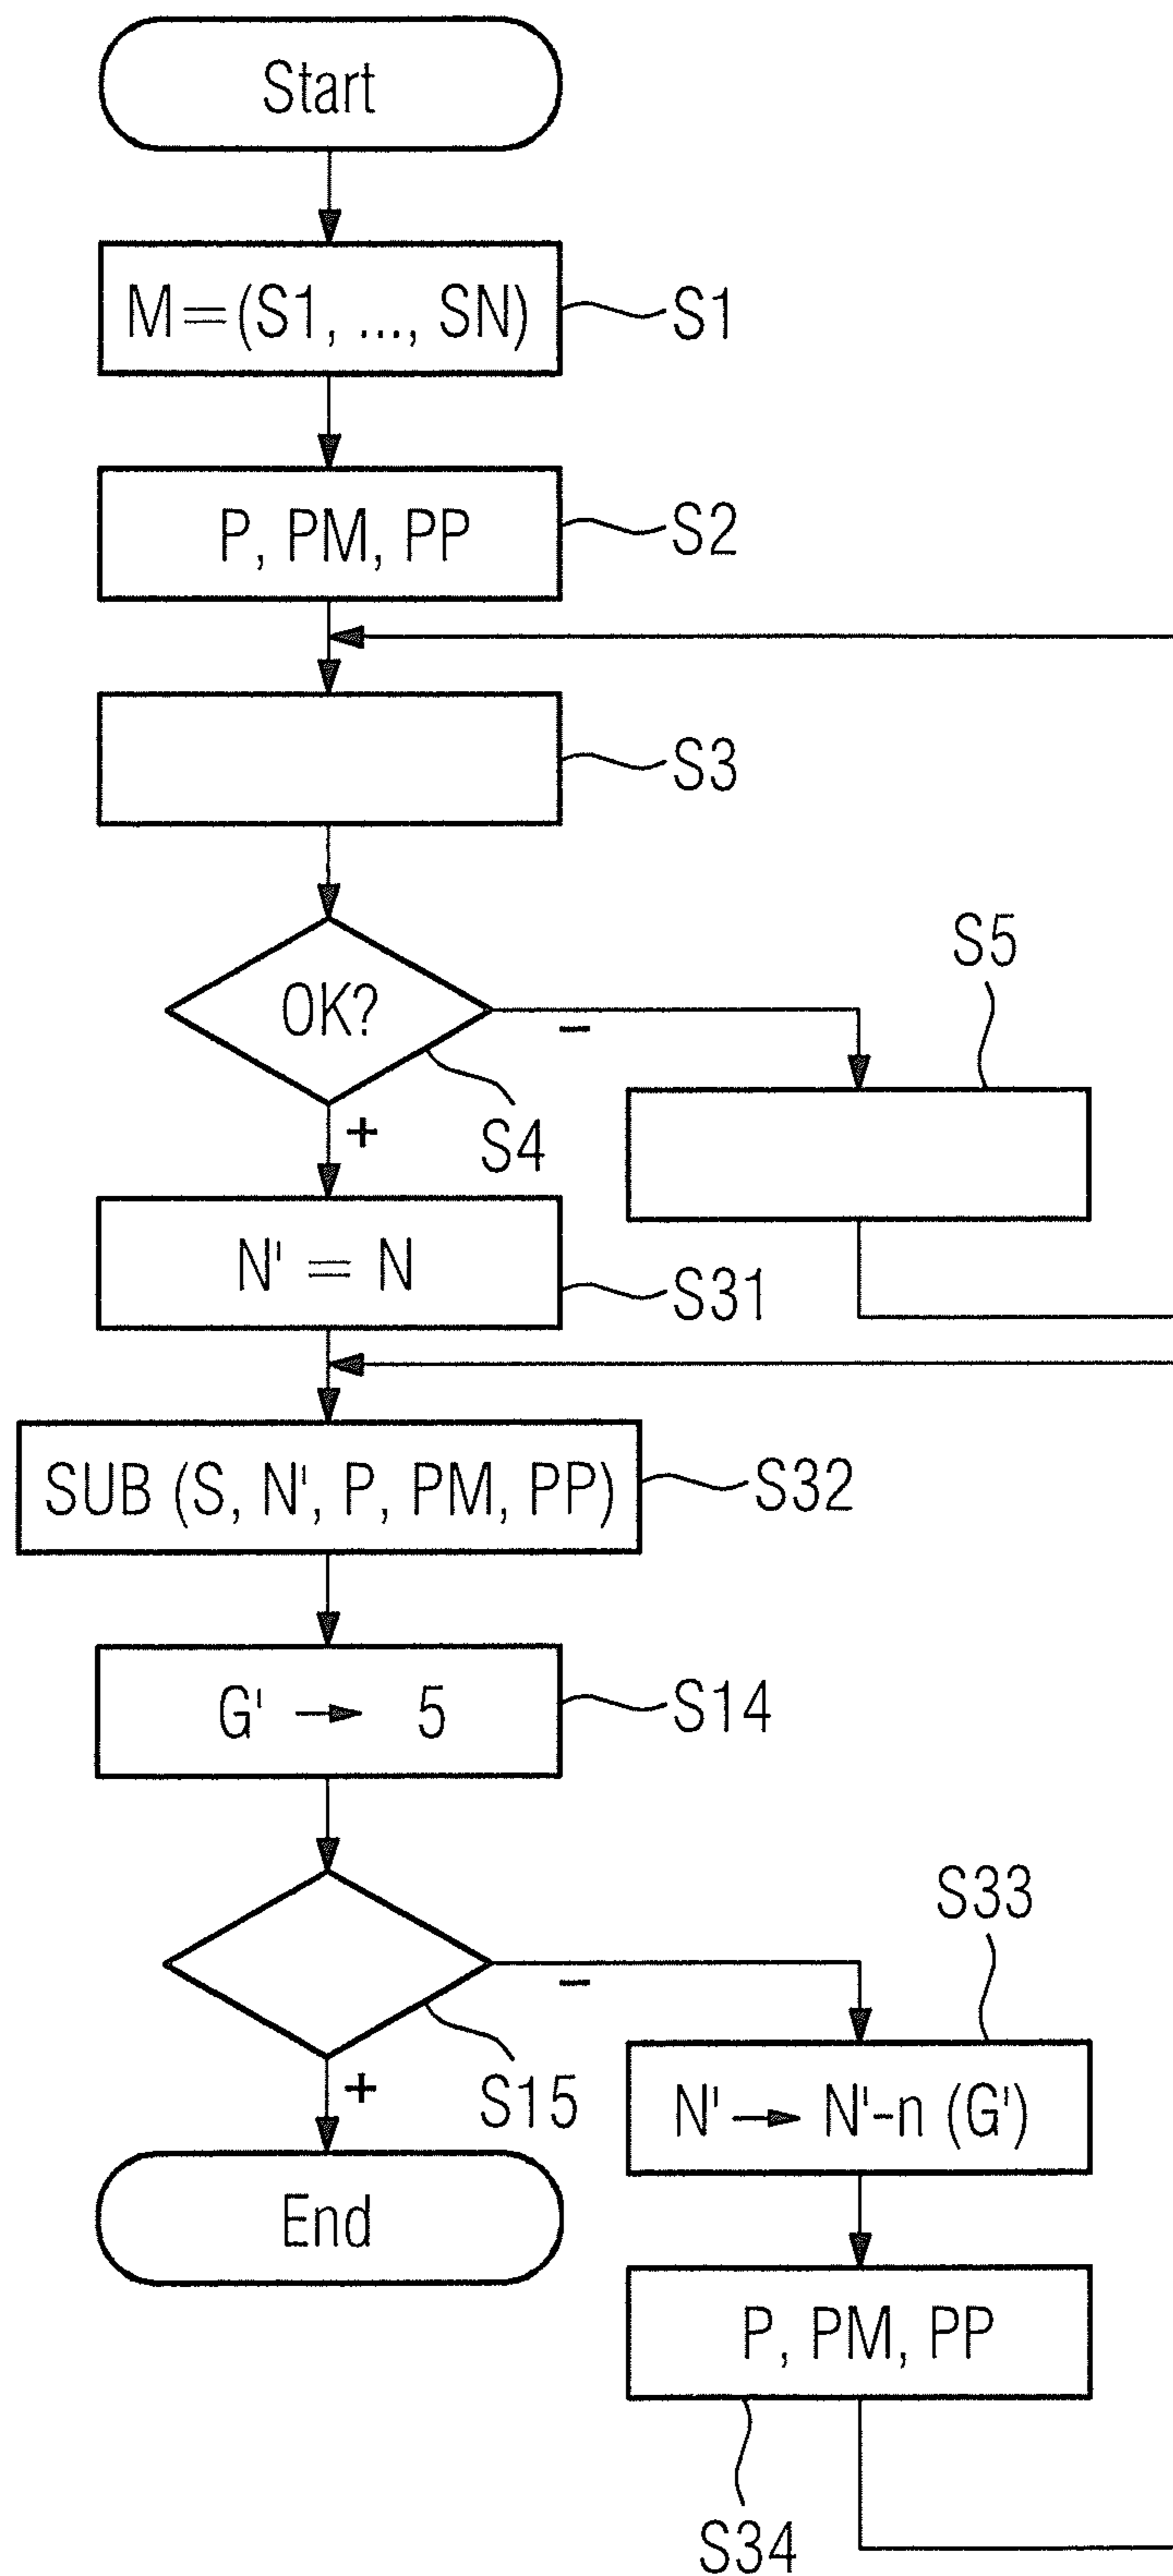 Start
M=(S1, ..., SN)
S1
P, PM, PP
S2
S3
OK?
S4
-
S5
+
N' = N
S31
SUB (S, N', P, PM, PP)
S32
G' → 5
S14
S15
-
S33
+
N' → N'-n (G')
End
P, PM, PP
S34